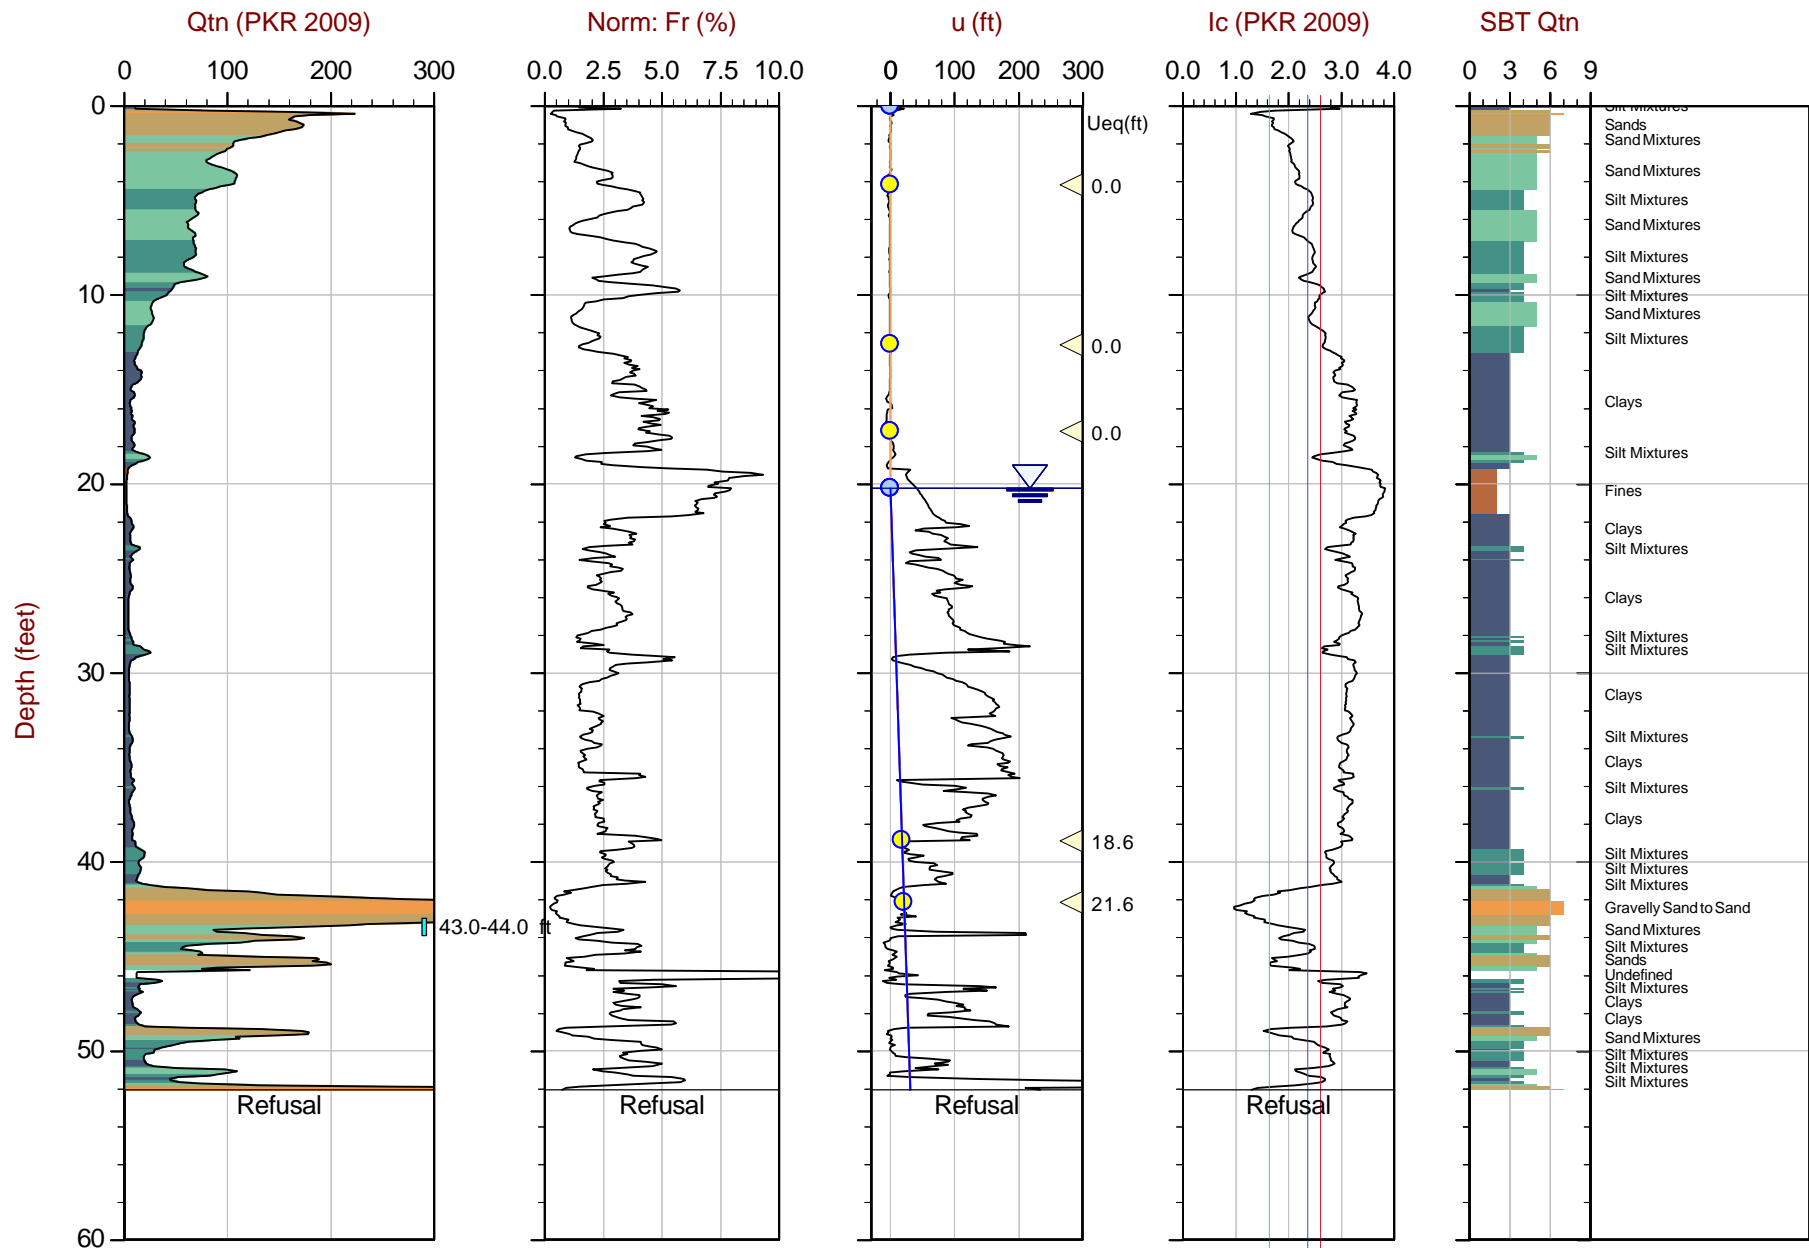 Qtn (PKR 2009)
Norm: Fr (%)
u (ft)
Ic (PKR 2009)
SBT Qtn
0 100 200 300
0.0 2.5 5.0 7.5 10.0
0 100 200 300
0.0 1.0 2.0 3.0 4.0
0 3 6 9
Depth (feet)
0
10
20
30
40
50
60
Ueq(ft)
0.0
0.0
0.0
18.6
21.6
43.0-44.0 ft
Refusal
Refusal
Refusal
Refusal
Silt Mixtures
Sands
Sand Mixtures
Sand Mixtures
Silt Mixtures
Sand Mixtures
Silt Mixtures
Sand Mixtures
Silt Mixtures
Sand Mixtures
Silt Mixtures
Clays
Silt Mixtures
Fines
Clays
Silt Mixtures
Clays
Silt Mixtures
Silt Mixtures
Clays
Silt Mixtures
Clays
Silt Mixtures
Clays
Silt Mixtures
Silt Mixtures
Silt Mixtures
Gravelly Sand to Sand
Sand Mixtures
Silt Mixtures
Sands
Undefined
Silt Mixtures
Clays
Clays
Sand Mixtures
Silt Mixtures
Silt Mixtures
Silt Mixtures